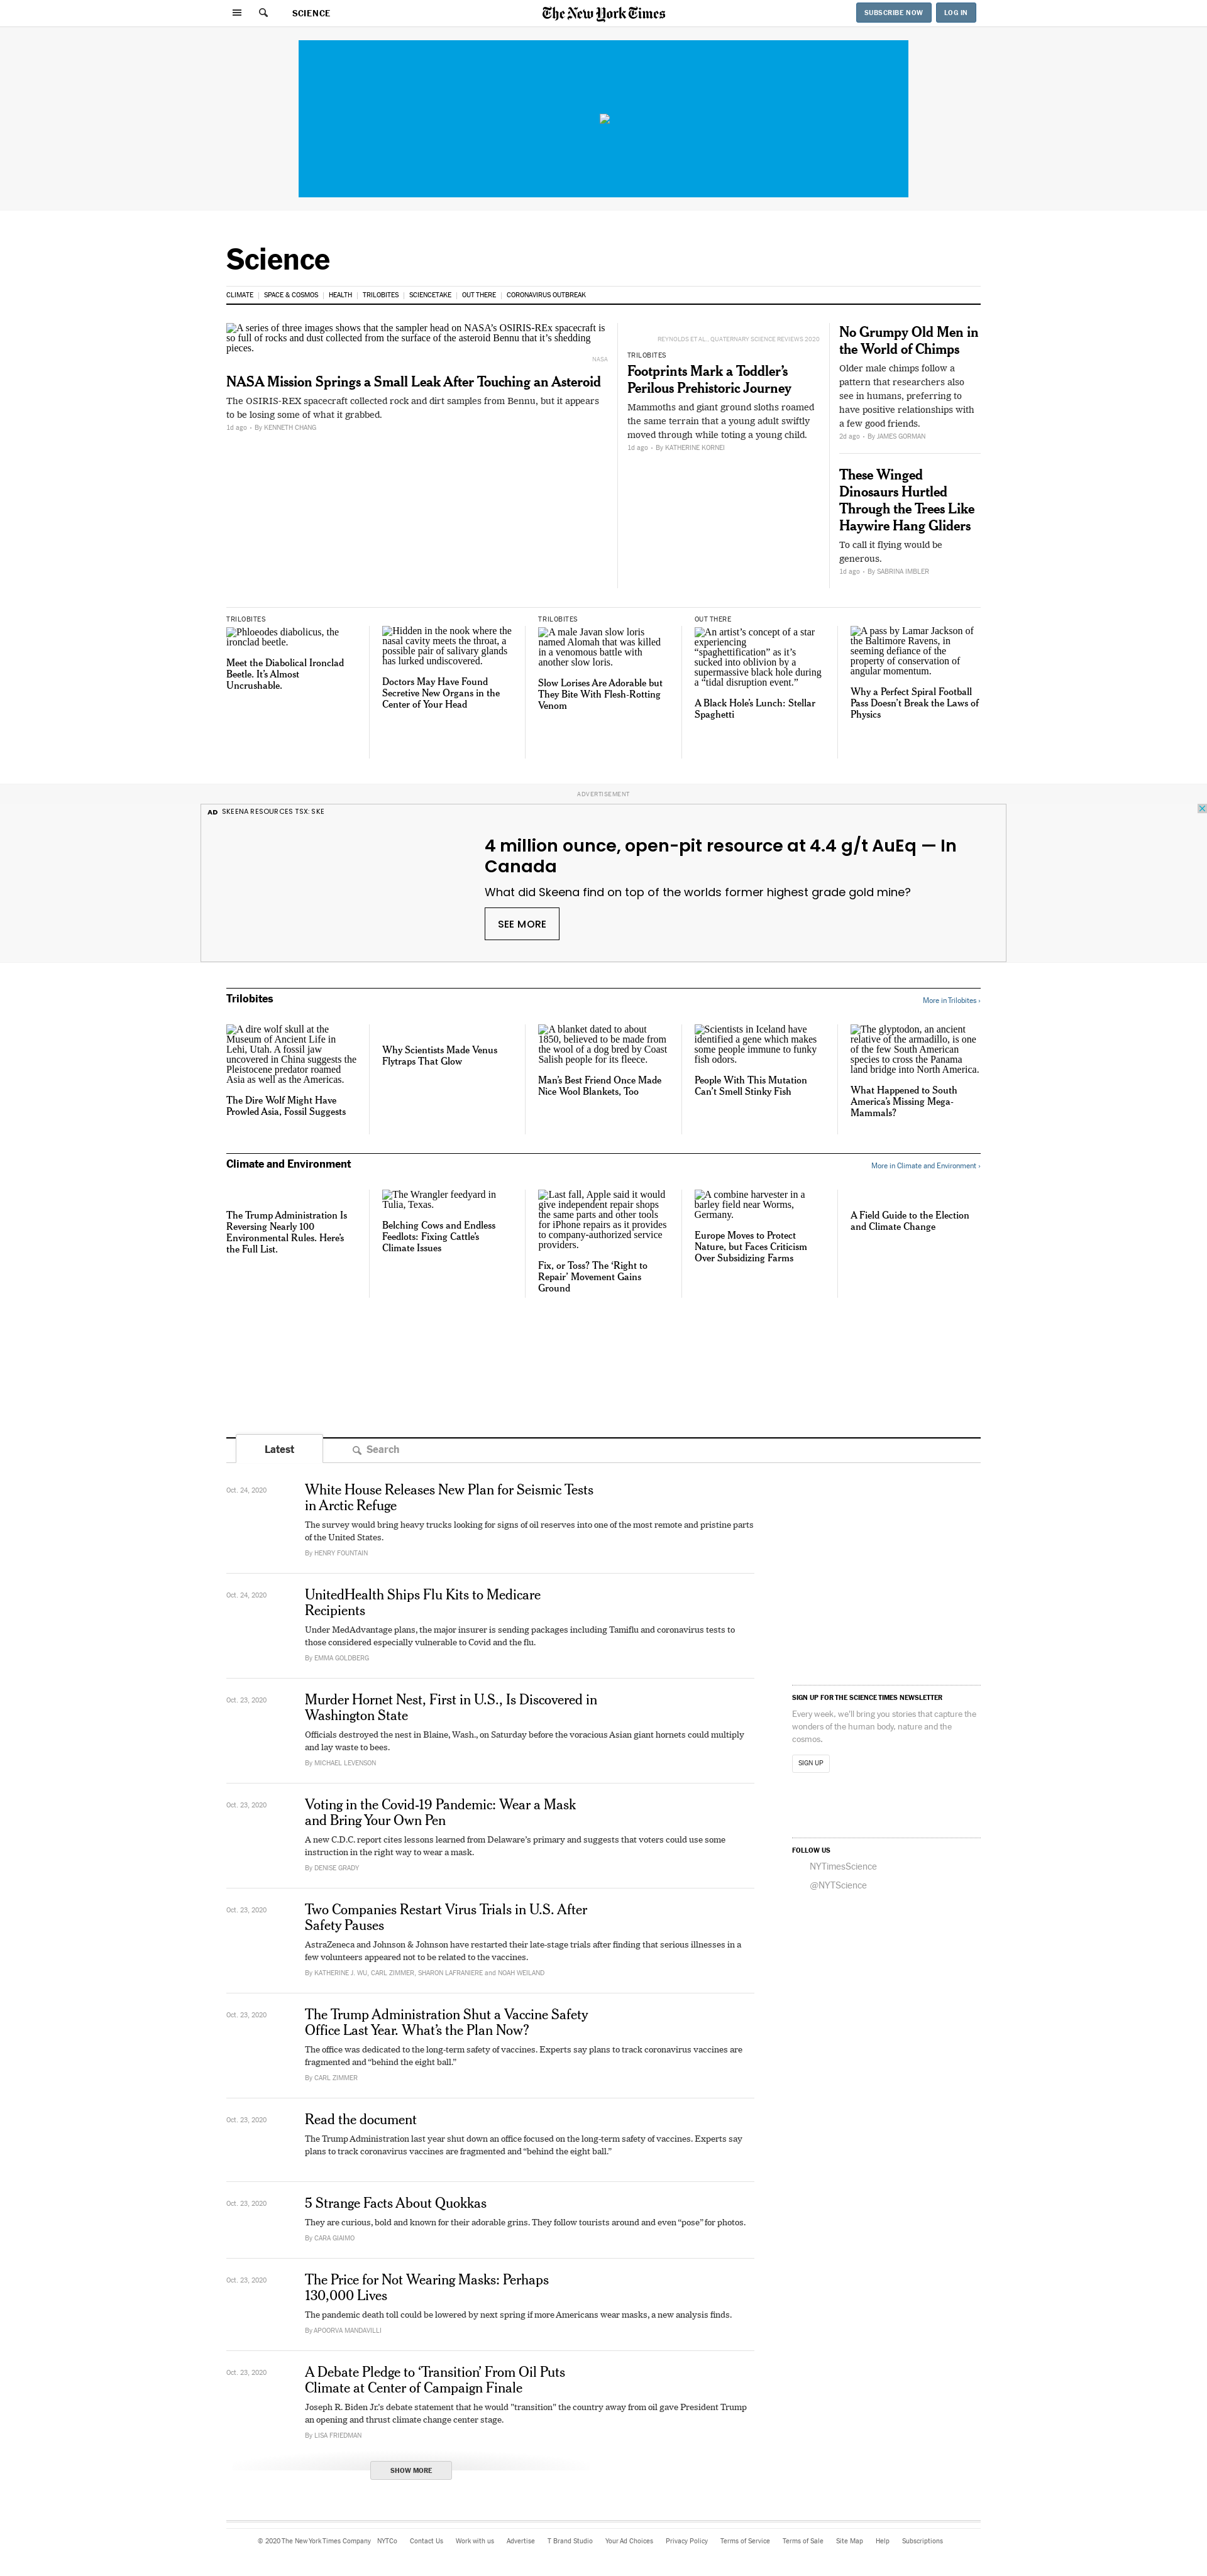 SCIENCE
The New York Times
SUBSCRIBE NOW
LOG IN
Science
CLIMATE
SPACE & COSMOS
HEALTH
TRILOBITES
SCIENCETAKE
OUT THERE
CORONAVIRUS OUTBREAK
A series of three images shows that the sampler head on NASA's OSIRIS-REx spacecraft is
so full of rocks and dust collected from the surface of the asteroid Bennu that it's shedding
pieces.
NASA
NASA Mission Springs a Small Leak After Touching an Asteroid
The OSIRIS-REX spacecraft collected rock and dirt samples from Bennu, but it appears
to be losing some of what it grabbed.
1d ago • By KENNETH CHANG
REYNOLDS ET AL., QUATERNARY SCIENCE REVIEWS 2020
TRILOBITES
Footprints Mark a Toddler's
Perilous Prehistoric Journey
Mammoths and giant ground sloths roamed
the same terrain that a young adult swiftly
moved through while toting a young child.
1d ago • By KATHERINE KORNEI
No Grumpy Old Men in
the World of Chimps
Older male chimps follow a
pattern that researchers also
see in humans, preferring to
have positive relationships with
a few good friends.
2d ago • By JAMES GORMAN
These Winged
Dinosaurs Hurtled
Through the Trees Like
Haywire Hang Gliders
To call it flying would be
generous.
1d ago • By SABRINA IMBLER
TRILOBITES
Phloeodes diabolicus, the
ironclad beetle.
Meet the Diabolical Ironclad
Beetle. It's Almost
Uncrushable.
Hidden in the nook where the
nasal cavity meets the throat, a
possible pair of salivary glands
has lurked undiscovered.
Doctors May Have Found
Secretive New Organs in the
Center of Your Head
TRILOBITES
A male Javan slow loris
named Alomah that was killed
in a venomous battle with
another slow loris.
Slow Lorises Are Adorable but
They Bite With Flesh-Rotting
Venom
OUT THERE
An artist's concept of a star
experiencing
"spaghettification" as it's
sucked into oblivion by a
supermassive black hole during
a "tidal disruption event."
A Black Hole's Lunch: Stellar
Spaghetti
A pass by Lamar Jackson of
the Baltimore Ravens, in
seeming defiance of the
property of conservation of
angular momentum.
Why a Perfect Spiral Football
Pass Doesn't Break the Laws of
Physics
ADVERTISEMENT
AD SKEENA RESOURCES TSX: SKE
4 million ounce, open-pit resource at 4.4 g/t AuEq — In
Canada
What did Skeena find on top of the worlds former highest grade gold mine?
SEE MORE
Trilobites
More in Trilobites ›
A dire wolf skull at the
Museum of Ancient Life in
Lehi, Utah. A fossil jaw
uncovered in China suggests the
Pleistocene predator roamed
Asia as well as the Americas.
The Dire Wolf Might Have
Prowled Asia, Fossil Suggests
Why Scientists Made Venus
Flytraps That Glow
A blanket dated to about
1850, believed to be made from
the wool of a dog bred by Coast
Salish people for its fleece.
Man's Best Friend Once Made
Nice Wool Blankets, Too
Scientists in Iceland have
identified a gene which makes
some people immune to funky
fish odors.
People With This Mutation
Can't Smell Stinky Fish
The glyptodon, an ancient
relative of the armadillo, is one
of the few South American
species to cross the Panama
land bridge into North America.
What Happened to South
America's Missing Mega-
Mammals?
Climate and Environment
More in Climate and Environment ›
The Trump Administration Is
Reversing Nearly 100
Environmental Rules. Here's
the Full List.
The Wrangler feedyard in
Tulia, Texas.
Belching Cows and Endless
Feedlots: Fixing Cattle's
Climate Issues
Last fall, Apple said it would
give independent repair shops
the same parts and other tools
for iPhone repairs as it provides
to company-authorized service
providers.
Fix, or Toss? The 'Right to
Repair' Movement Gains
Ground
A combine harvester in a
barley field near Worms,
Germany.
Europe Moves to Protect
Nature, but Faces Criticism
Over Subsidizing Farms
A Field Guide to the Election
and Climate Change
Latest
Search
Oct. 24, 2020
White House Releases New Plan for Seismic Tests
in Arctic Refuge
The survey would bring heavy trucks looking for signs of oil reserves into one of the most remote and pristine parts
of the United States.
By HENRY FOUNTAIN
Oct. 24, 2020
UnitedHealth Ships Flu Kits to Medicare
Recipients
Under MedAdvantage plans, the major insurer is sending packages including Tamiflu and coronavirus tests to
those considered especially vulnerable to Covid and the flu.
By EMMA GOLDBERG
Oct. 23, 2020
Murder Hornet Nest, First in U.S., Is Discovered in
Washington State
Officials destroyed the nest in Blaine, Wash., on Saturday before the voracious Asian giant hornets could multiply
and lay waste to bees.
By MICHAEL LEVENSON
Oct. 23, 2020
Voting in the Covid-19 Pandemic: Wear a Mask
and Bring Your Own Pen
A new C.D.C. report cites lessons learned from Delaware's primary and suggests that voters could use some
instruction in the right way to wear a mask.
By DENISE GRADY
Oct. 23, 2020
Two Companies Restart Virus Trials in U.S. After
Safety Pauses
AstraZeneca and Johnson & Johnson have restarted their late-stage trials after finding that serious illnesses in a
few volunteers appeared not to be related to the vaccines.
By KATHERINE J. WU, CARL ZIMMER, SHARON LAFRANIERE and NOAH WEILAND
Oct. 23, 2020
The Trump Administration Shut a Vaccine Safety
Office Last Year. What's the Plan Now?
The office was dedicated to the long-term safety of vaccines. Experts say plans to track coronavirus vaccines are
fragmented and "behind the eight ball."
By CARL ZIMMER
Oct. 23, 2020
Read the document
The Trump Administration last year shut down an office focused on the long-term safety of vaccines. Experts say
plans to track coronavirus vaccines are fragmented and "behind the eight ball."
Oct. 23, 2020
5 Strange Facts About Quokkas
They are curious, bold and known for their adorable grins. They follow tourists around and even "pose" for photos.
By CARA GIAIMO
Oct. 23, 2020
The Price for Not Wearing Masks: Perhaps
130,000 Lives
The pandemic death toll could be lowered by next spring if more Americans wear masks, a new analysis finds.
By APOORVA MANDAVILLI
Oct. 23, 2020
A Debate Pledge to 'Transition' From Oil Puts
Climate at Center of Campaign Finale
Joseph R. Biden Jr.'s debate statement that he would "transition" the country away from oil gave President Trump
an opening and thrust climate change center stage.
By LISA FRIEDMAN
SHOW MORE
SIGN UP FOR THE SCIENCE TIMES NEWSLETTER
Every week, we'll bring you stories that capture the
wonders of the human body, nature and the
cosmos.
SIGN UP
FOLLOW US
NYTimesScience
@NYTScience
© 2020 The New York Times Company
NYTCo
Contact Us
Work with us
Advertise
T Brand Studio
Your Ad Choices
Privacy Policy
Terms of Service
Terms of Sale
Site Map
Help
Subscriptions